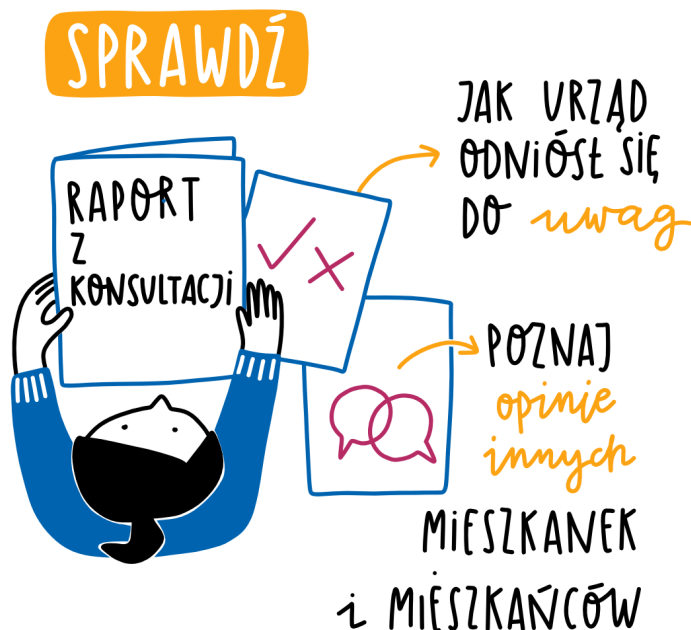 SPRAWDŹ
RAPORT
Z
KONSULTACJI
JAK URZĄD
ODNIÓSŁ SIĘ
DO uwag
POZNAJ
opinie
innych
MIESZKANEK
i MIESZKAŃCÓW